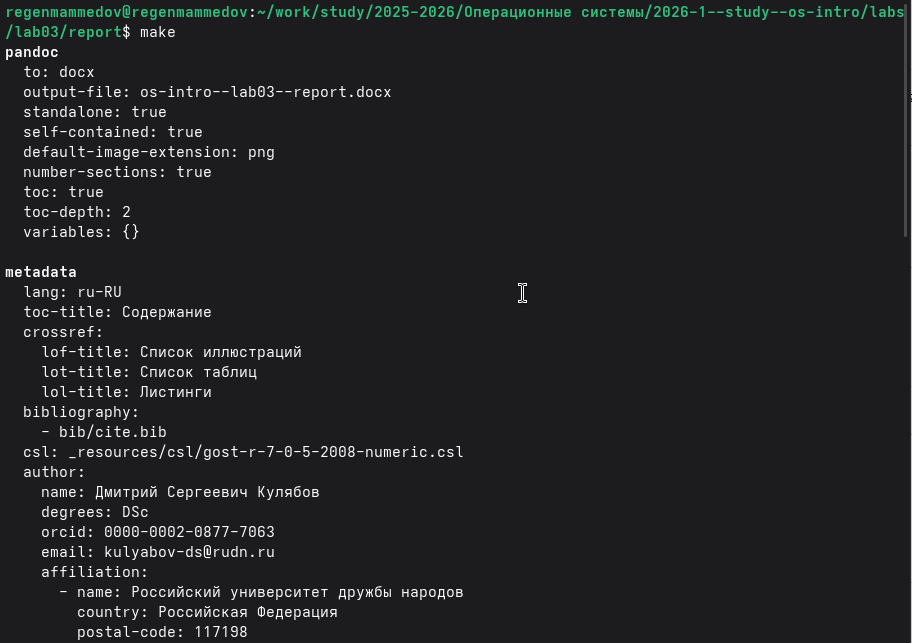 regenmammedov@regenmammedov:~/work/study/2025-2026/Операционные системы/2026-1--study--os-intro/labs
/lab03/report$ make
pandoc
  to: docx
  output-file: os-intro--lab03--report.docx
  standalone: true
  self-contained: true
  default-image-extension: png
  number-sections: true
  toc: true
  toc-depth: 2
  variables: {}

metadata
  lang: ru-RU
  toc-title: Содержание
  crossref:
    lof-title: Список иллюстраций
    lot-title: Список таблиц
    lol-title: Листинги
  bibliography:
    - bib/cite.bib
  csl: _resources/csl/gost-r-7-0-5-2008-numeric.csl
  author:
    name: Дмитрий Сергеевич Кулябов
    degrees: DSc
    orcid: 0000-0002-0877-7063
    email: kulyabov-ds@rudn.ru
    affiliation:
      - name: Российский университет дружбы народов
        country: Российская Федерация
        postal-code: 117198